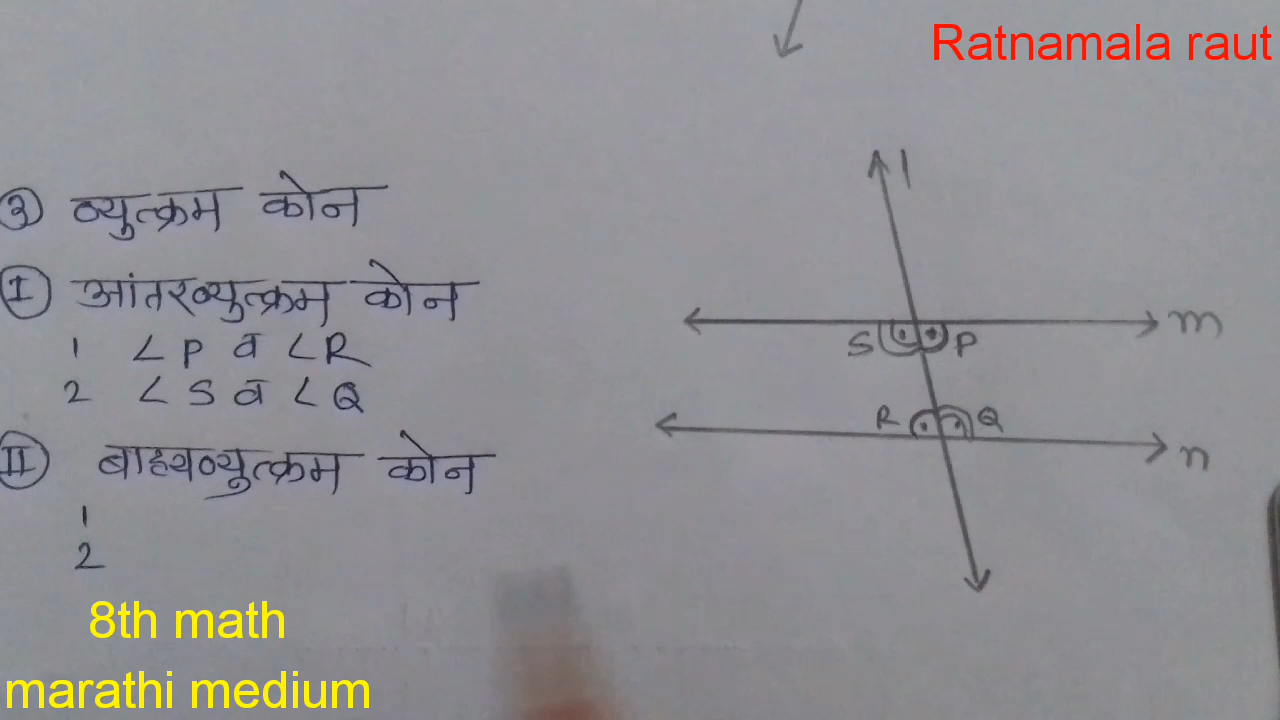 Ratnamala raut
③ व्युत्क्रम कोन
Ⓘ आंतरव्युत्क्रम कोन
1 ∠P व ∠R
2 ∠S व ∠Q
Ⅱ बाह्यव्युत्क्रम कोन
1
2
l
m
S P
R Q
n
8th math
marathi medium